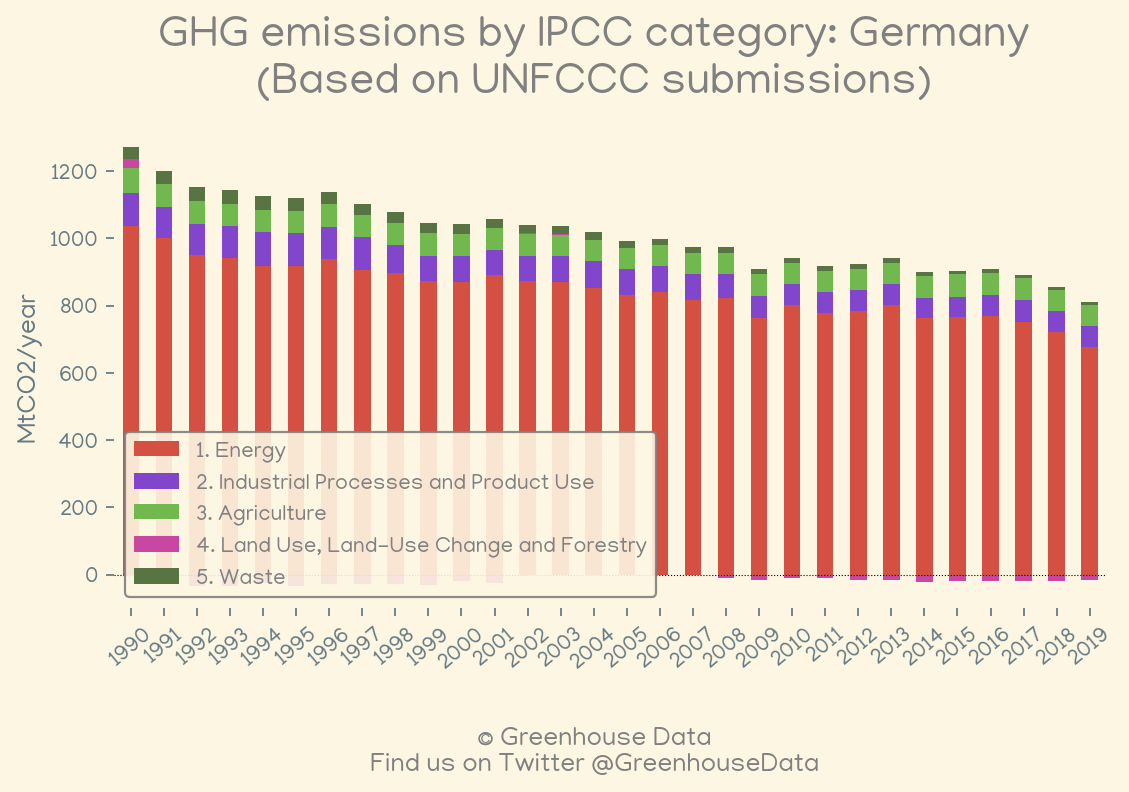 GHG emissions by IPCC category: Germany
(Based on UNFCCC submissions)
MtCO2/year
1200
1000
800
600
400
200
0
1. Energy
2. Industrial Processes and Product Use
3. Agriculture
4. Land Use, Land-Use Change and Forestry
5. Waste
1990 1991 1992 1993 1994 1995 1996 1997 1998 1999 2000 2001 2002 2003 2004 2005 2006 2007 2008 2009 2010 2011 2012 2013 2014 2015 2016 2017 2018 2019
© Greenhouse Data
Find us on Twitter @GreenhouseData